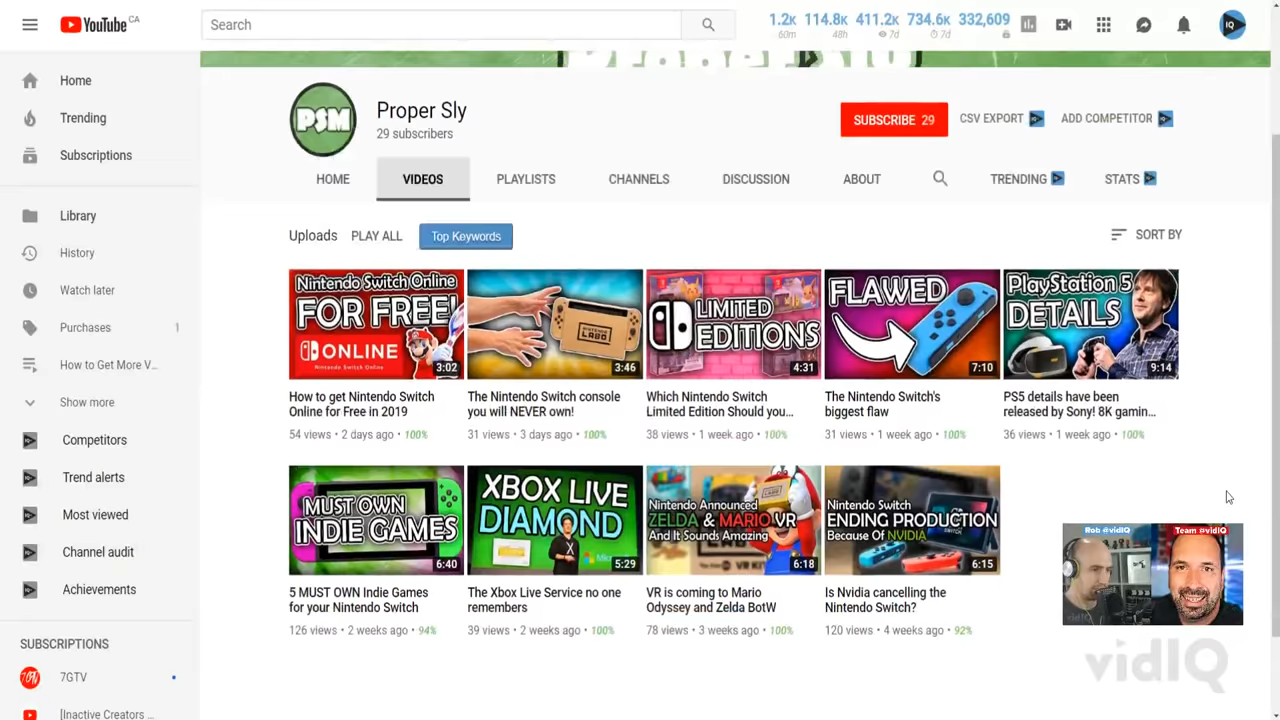 YouTube CA
Search
1.2K 114.8K 411.2K 734.6K 332,609
60m 48h 7d 7d
Home
Trending
Subscriptions
Library
History
Watch later
Purchases 1
How to Get More V...
Show more
Competitors
Trend alerts
Most viewed
Channel audit
Achievements
SUBSCRIPTIONS
7GTV
[Inactive Creators ...
PSM
Proper Sly
29 subscribers
SUBSCRIBE 29
CSV EXPORT
ADD COMPETITOR
HOME VIDEOS PLAYLISTS CHANNELS DISCUSSION ABOUT TRENDING STATS
Uploads PLAY ALL Top Keywords SORT BY
Nintendo Switch Online
FOR FREE!
ONLINE
Nintendo Switch Online
3:02
How to get Nintendo Switch
Online for Free in 2019
54 views • 2 days ago • 100%
NINTENDO
LABO
3:46
The Nintendo Switch console
you will NEVER own!
31 views • 3 days ago • 100%
LIMITED
EDITIONS
4:31
Which Nintendo Switch
Limited Edition Should you...
38 views • 1 week ago • 100%
FLAWED
7:10
The Nintendo Switch's
biggest flaw
31 views • 1 week ago • 100%
PlayStation 5
DETAILS
9:14
PS5 details have been
released by Sony! 8K gamin...
36 views • 1 week ago • 100%
MUST OWN
INDIE GAMES
6:40
5 MUST OWN Indie Games
for your Nintendo Switch
126 views • 2 weeks ago • 94%
XBOX LIVE
DIAMOND
5:29
The Xbox Live Service no one
remembers
39 views • 2 weeks ago • 100%
Nintendo Announced
ZELDA & MARIO VR
And It Sounds Amazing
6:18
VR is coming to Mario
Odyssey and Zelda BotW
78 views • 3 weeks ago • 100%
Nintendo Switch
ENDING PRODUCTION
Because Of NVIDIA
6:15
Is Nvidia cancelling the
Nintendo Switch?
120 views • 4 weeks ago • 92%
Rob @vidIQ Team @vidIQ
vidIQ